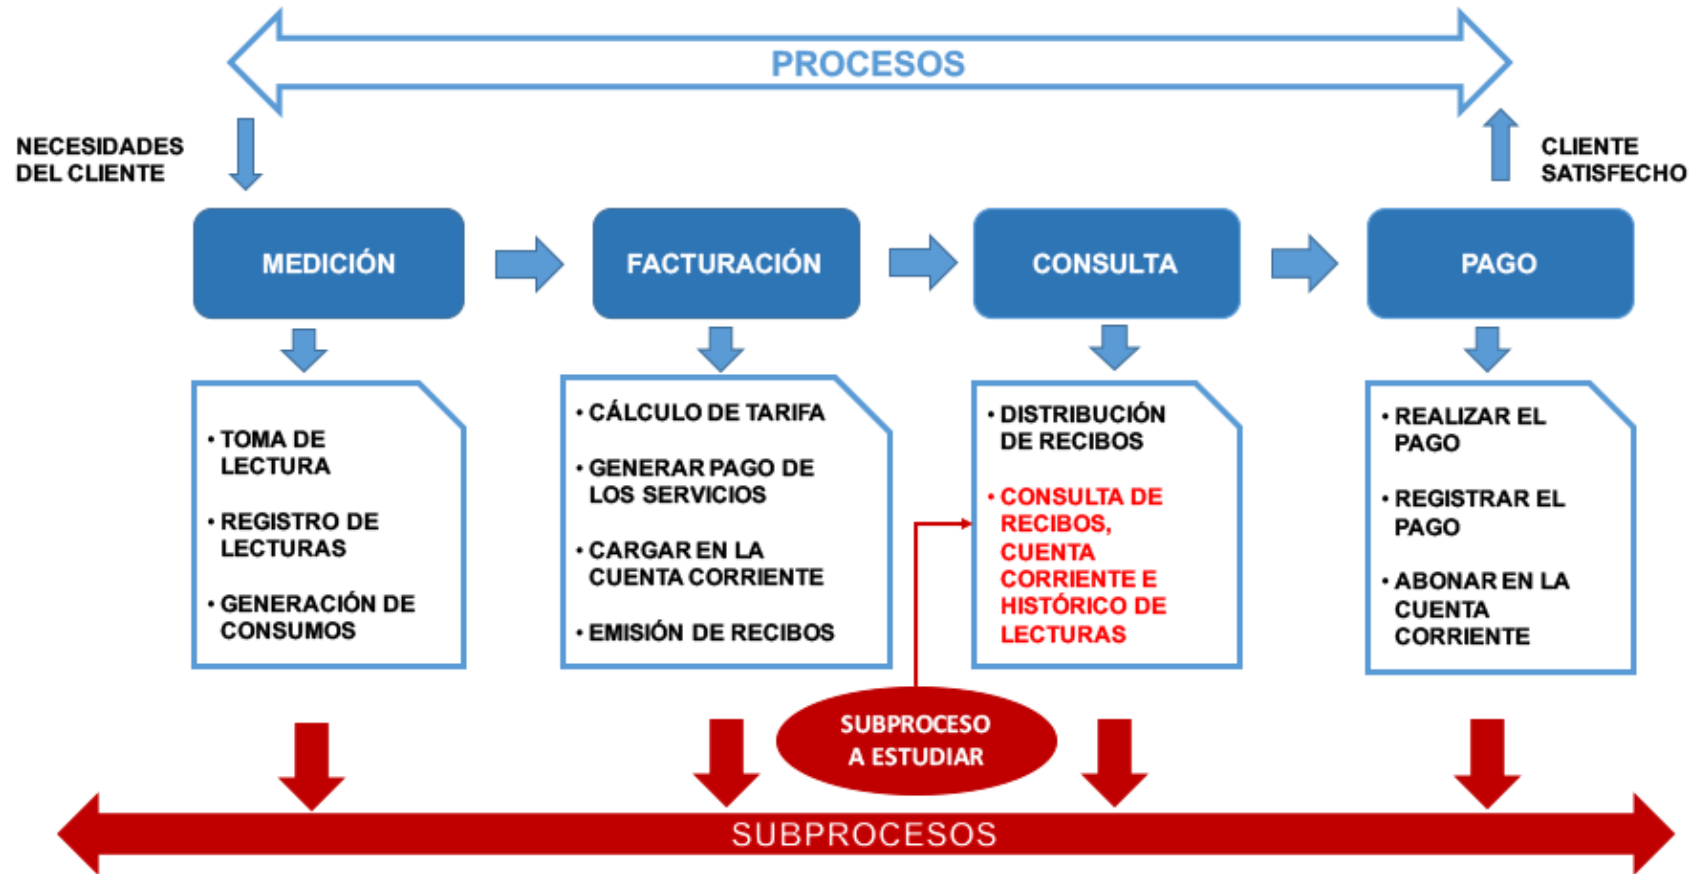 PROCESOS
NECESIDADES
DEL CLIENTE
CLIENTE
SATISFECHO
MEDICIÓN
FACTURACIÓN
CONSULTA
PAGO
• TOMA DE
LECTURA
• REGISTRO DE
LECTURAS
• GENERACIÓN DE
CONSUMOS
• CÁLCULO DE TARIFA
• GENERAR PAGO DE
LOS SERVICIOS
• CARGAR EN LA
CUENTA CORRIENTE
• EMISIÓN DE RECIBOS
• DISTRIBUCIÓN
DE RECIBOS
• CONSULTA DE
RECIBOS,
CUENTA
CORRIENTE E
HISTÓRICO DE
LECTURAS
• REALIZAR EL
PAGO
• REGISTRAR EL
PAGO
• ABONAR EN LA
CUENTA
CORRIENTE
SUBPROCESO
A ESTUDIAR
SUBPROCESOS